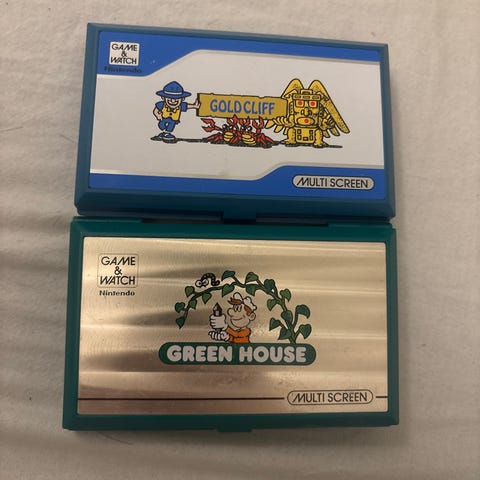 GAME
&
WATCH
Nintendo
GOLD CLIFF
MULTI SCREEN
GAME
&
WATCH
Nintendo
GREEN HOUSE
MULTI SCREEN